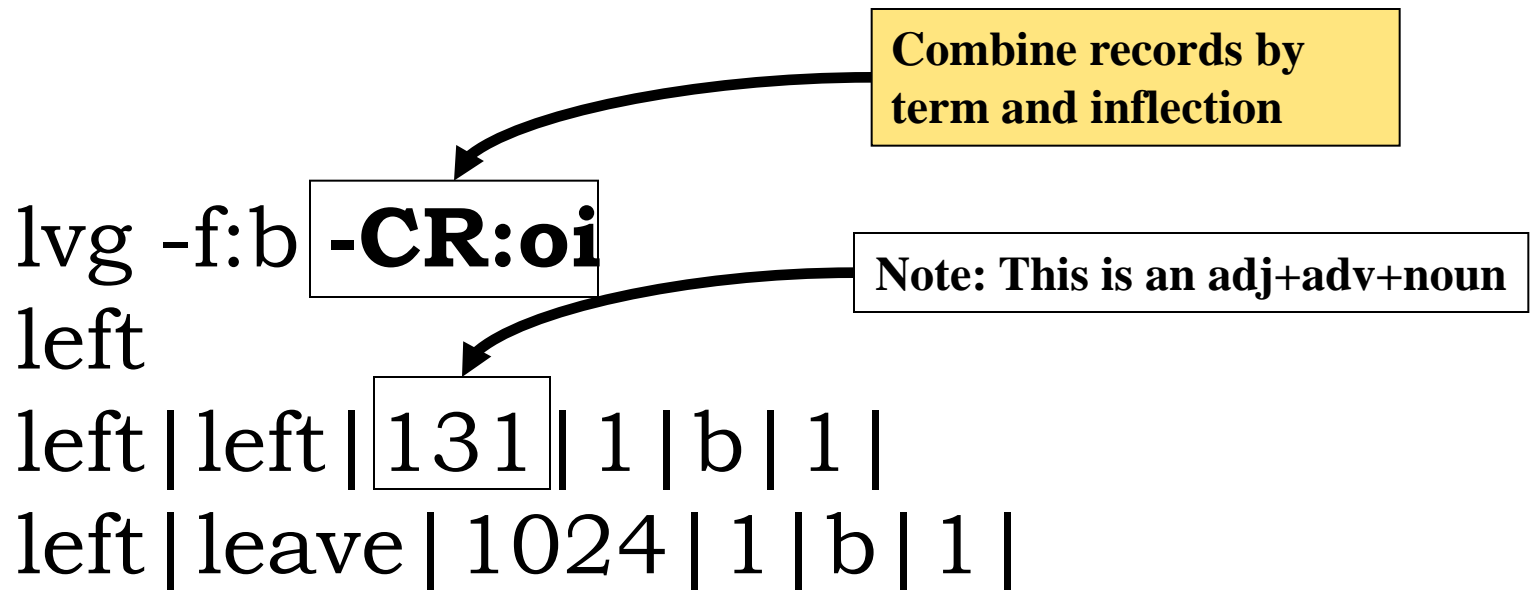 Combine records by
term and inflection
lvg -f:b -CR:oi
Note: This is an adj+adv+noun
left
left|left|131|1|b|1|
left|leave|1024|1|b|1|